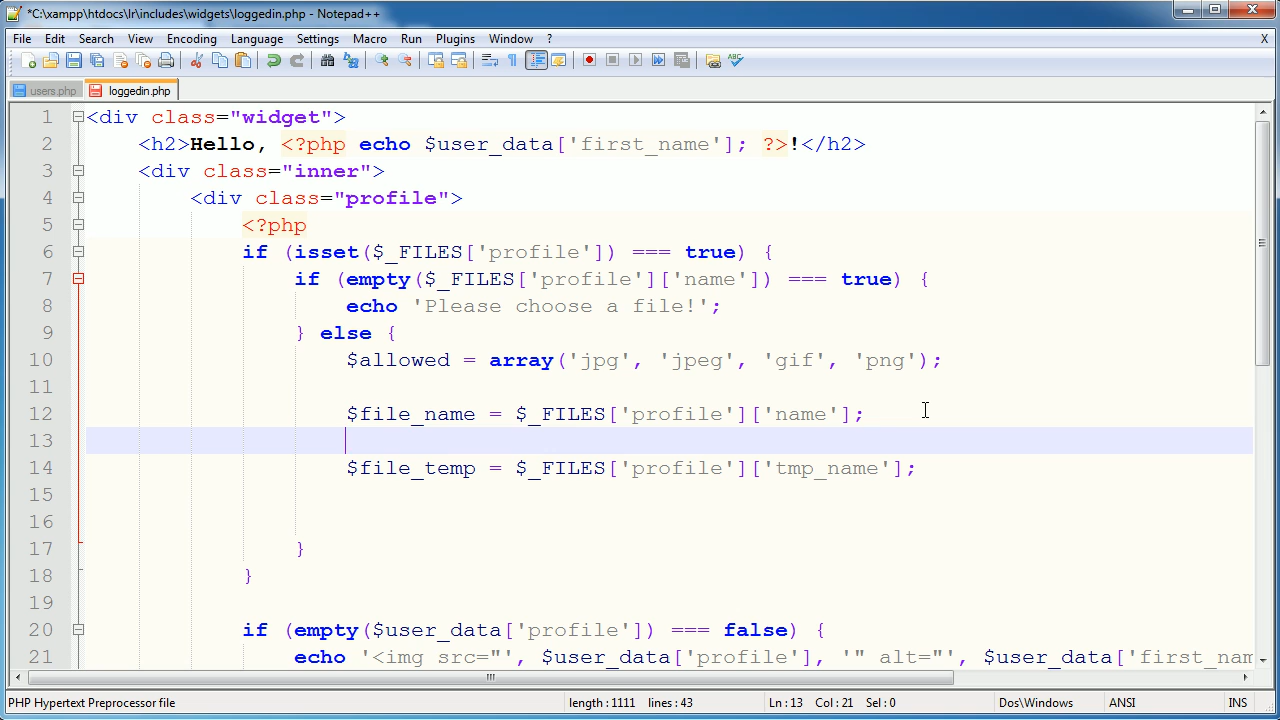 *C:\xampp\htdocs\lr\includes\widgets\loggedin.php - Notepad++
File Edit Search View Encoding Language Settings Macro Run Plugins Window ? X
users.php loggedin.php
1 <div class="widget">
2 <h2>Hello, <?php echo $user_data['first_name']; ?>!</h2>
3 <div class="inner">
4 <div class="profile">
5 <?php
6 if (isset($_FILES['profile']) === true) {
7 if (empty($_FILES['profile']['name']) === true) {
8 echo 'Please choose a file!';
9 } else {
10 $allowed = array('jpg', 'jpeg', 'gif', 'png');
11
12 $file_name = $_FILES['profile']['name'];
13
14 $file_temp = $_FILES['profile']['tmp_name'];
15
16
17 }
18 }
19
20 if (empty($user_data['profile']) === false) {
21 echo '<img src="', $user_data['profile'], '" alt="', $user_data['first_nam
PHP Hypertext Preprocessor file length : 1111 lines : 43 Ln : 13 Col : 21 Sel : 0 Dos\Windows ANSI INS